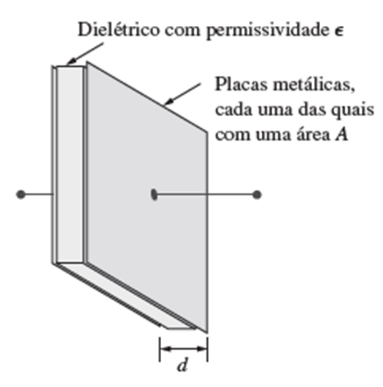 Dielétrico com permissividade ϵ
Placas metálicas,
cada uma das quais
com uma área A
d